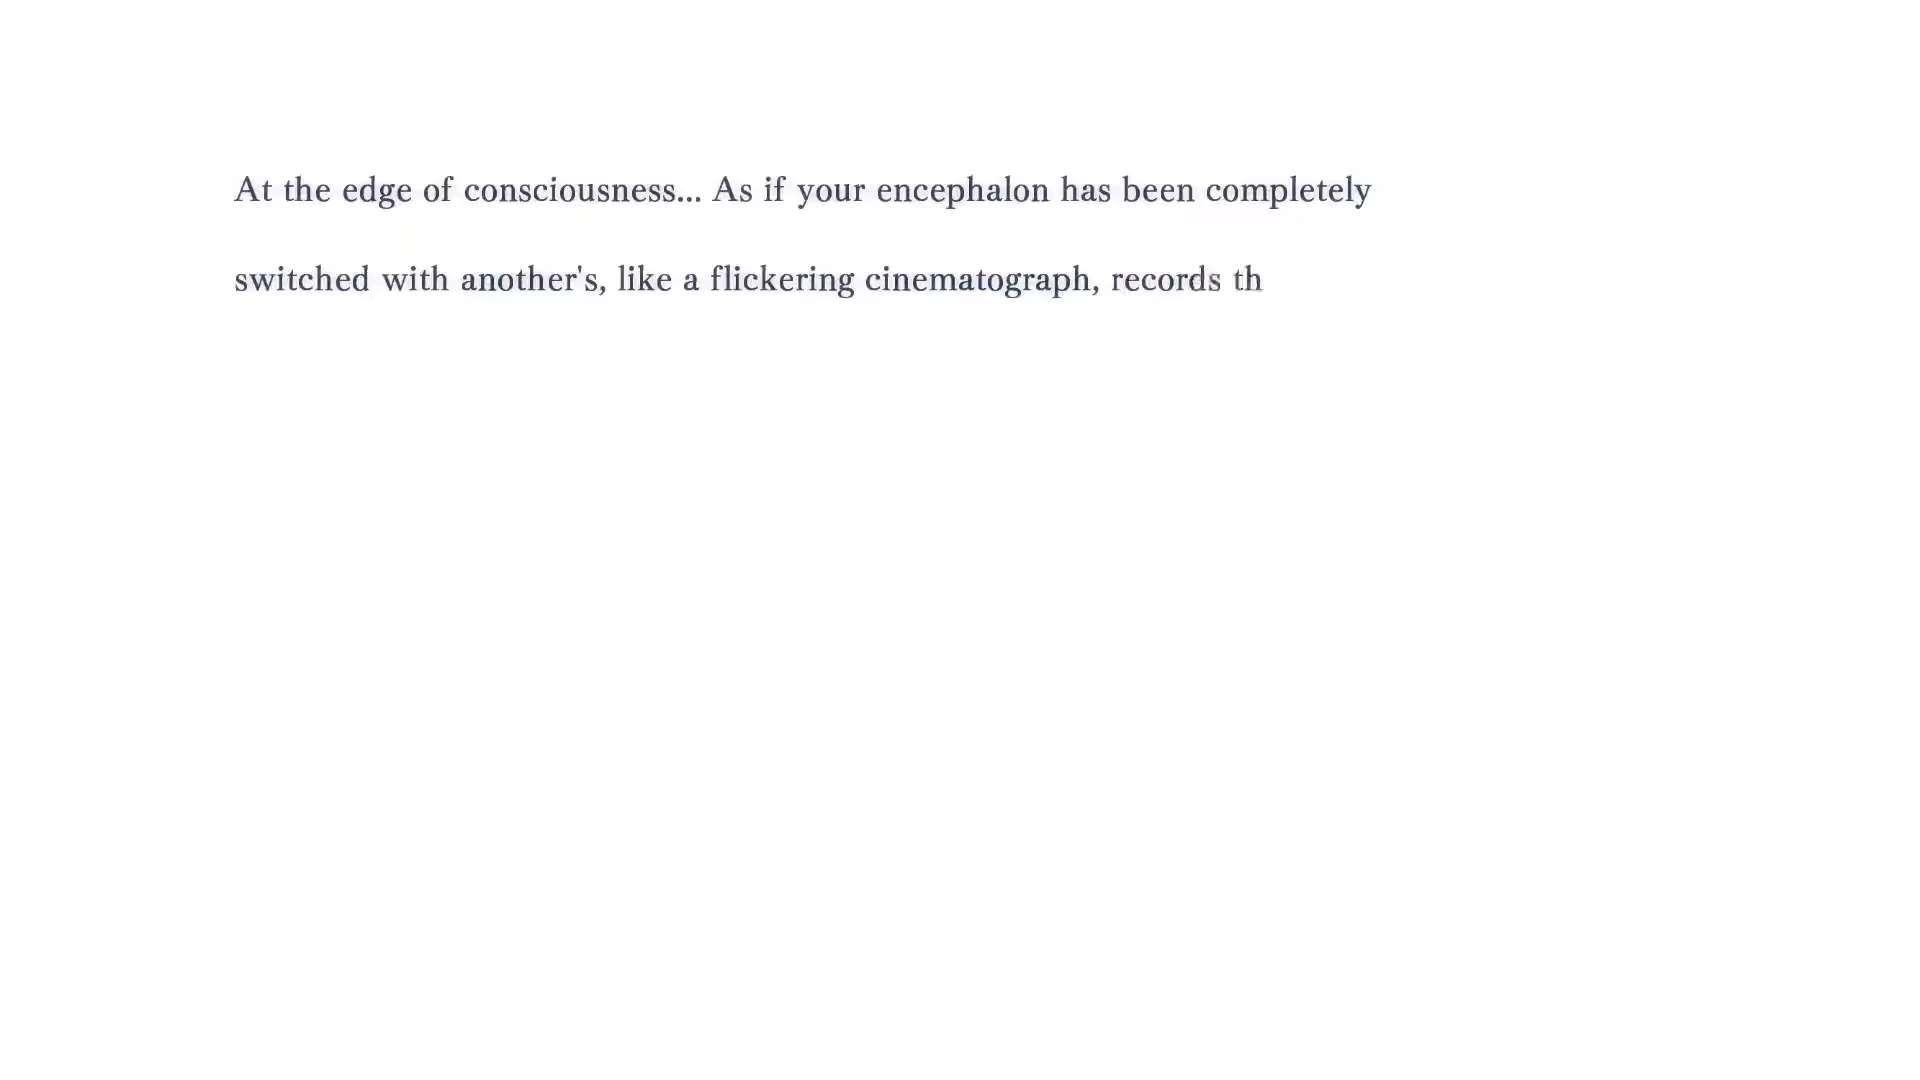 At the edge of consciousness... As if your encephalon has been completely
switched with another's, like a flickering cinematograph, records th